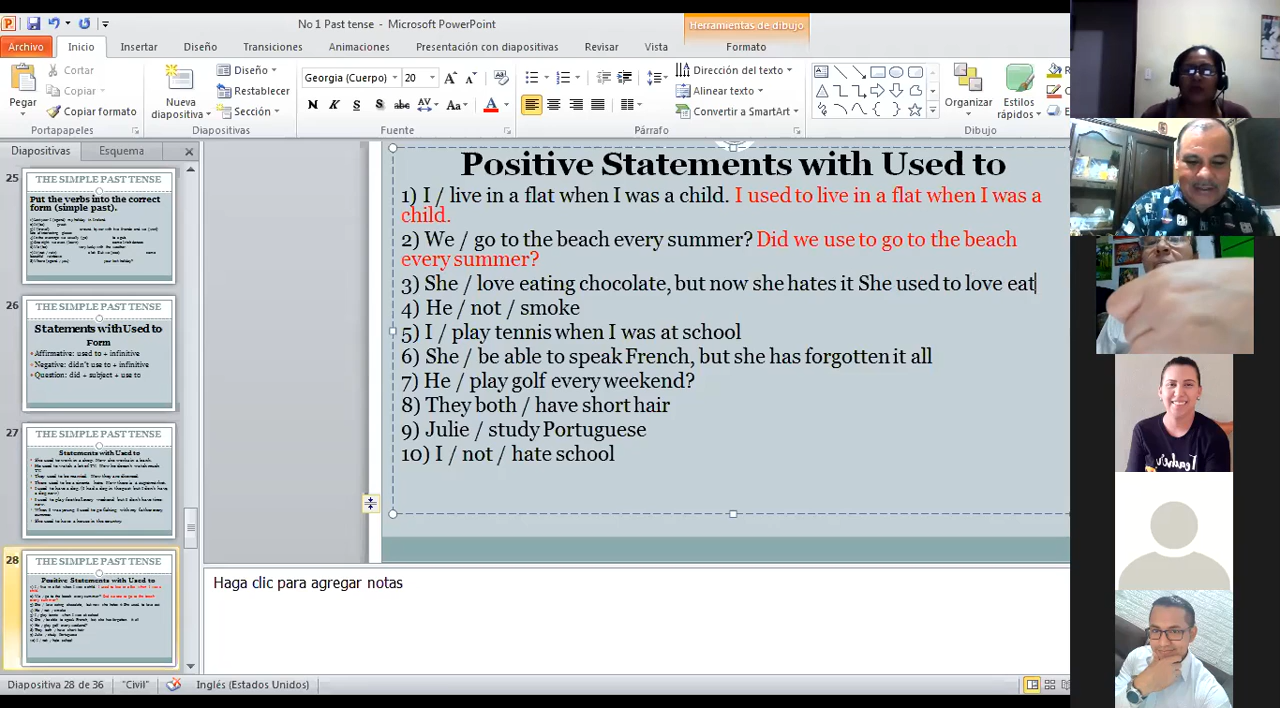 No 1 Past tense - Microsoft PowerPoint
Herramientas de dibujo
Archivo Inicio Insertar Diseño Transiciones Animaciones Presentación con diapositivas Revisar Vista Formato
Pegar
Cortar
Copiar
Copiar formato
Portapapeles
Nueva diapositiva
Diseño
Restablecer
Sección
Diapositivas
Georgia (Cuerpo) 20
Fuente
Párrafo
Dirección del texto
Alinear texto
Convertir a SmartArt
Organizar
Estilos rápidos
Dibujo
Diapositivas Esquema
25
THE SIMPLE PAST TENSE
Put the verbs into the correct form (simple past).
26
THE SIMPLE PAST TENSE
Statements with Used to
Form
Affirmative: used to + infinitive
Negative: didn't use to + infinitive
Question: did + subject + use to
27
THE SIMPLE PAST TENSE
Statements with Used to
28
THE SIMPLE PAST TENSE
Positive Statements with Used to
Positive Statements with Used to
1) I / live in a flat when I was a child. I used to live in a flat when I was a
child.
2) We / go to the beach every summer? Did we use to go to the beach
every summer?
3) She / love eating chocolate, but now she hates it She used to love eat
4) He / not / smoke
5) I / play tennis when I was at school
6) She / be able to speak French, but she has forgotten it all
7) He / play golf every weekend?
8) They both / have short hair
9) Julie / study Portuguese
10) I / not / hate school
Haga clic para agregar notas
Diapositiva 28 de 36 "Civil" Inglés (Estados Unidos)